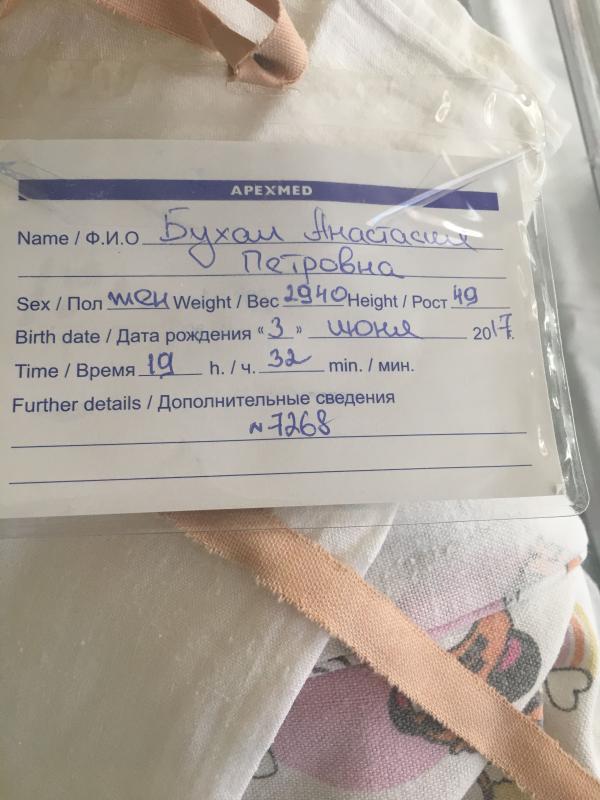 APEXMED
Name / Ф.И.О Бухал Анастасия
Петровна
Sex / Пол жен Weight / Вес 2940 Height / Рост 49
Birth date / Дата рождения "3" июня 2017г.
Time / Время 19 h. / ч. 32 min. / мин.
Further details / Дополнительные сведения
№7268